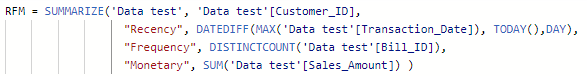 RFM = SUMMARIZE('Data test', 'Data test'[Customer_ID],
"Recency", DATEDIFF(MAX('Data test'[Transaction_Date]), TODAY(),DAY),
"Frequency", DISTINCTCOUNT('Data test'[Bill_ID]),
"Monetary", SUM('Data test'[Sales_Amount]) )